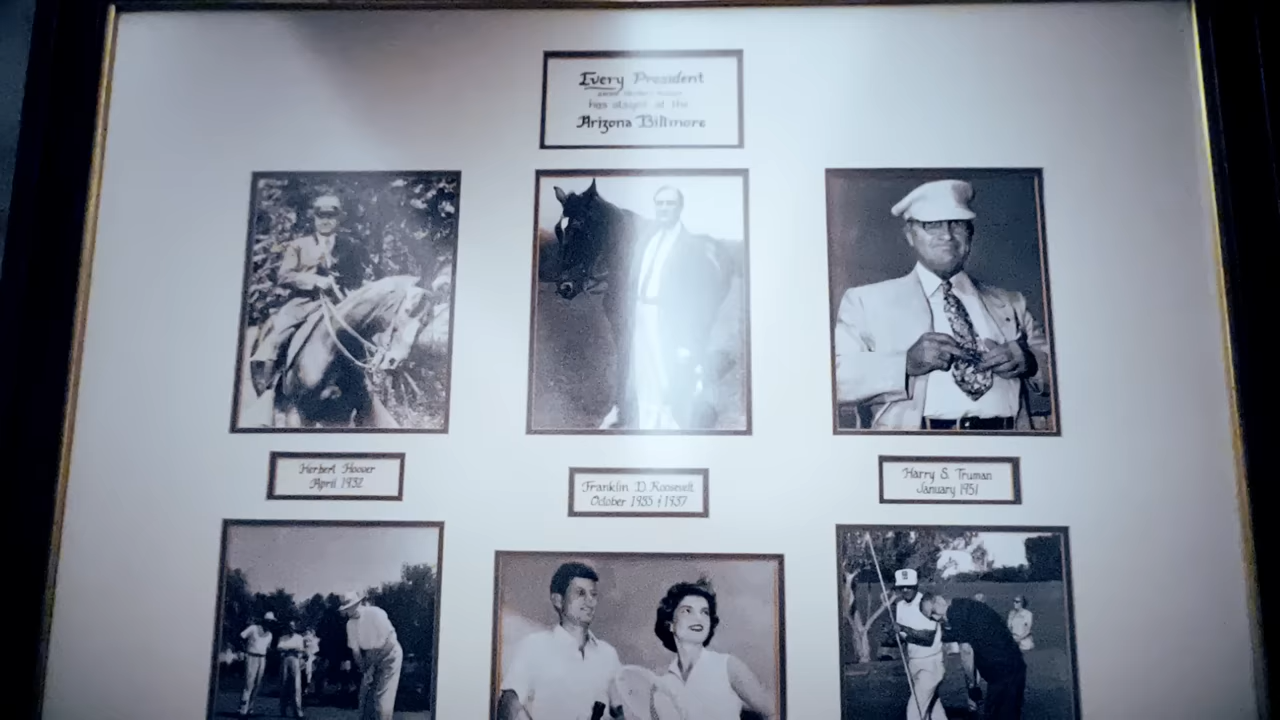 Every President
has stayed at the
Arizona Biltmore
Herbert Hoover
April 1932
Franklin D. Roosevelt
October 1935 & 1937
Harry S. Truman
January 1951